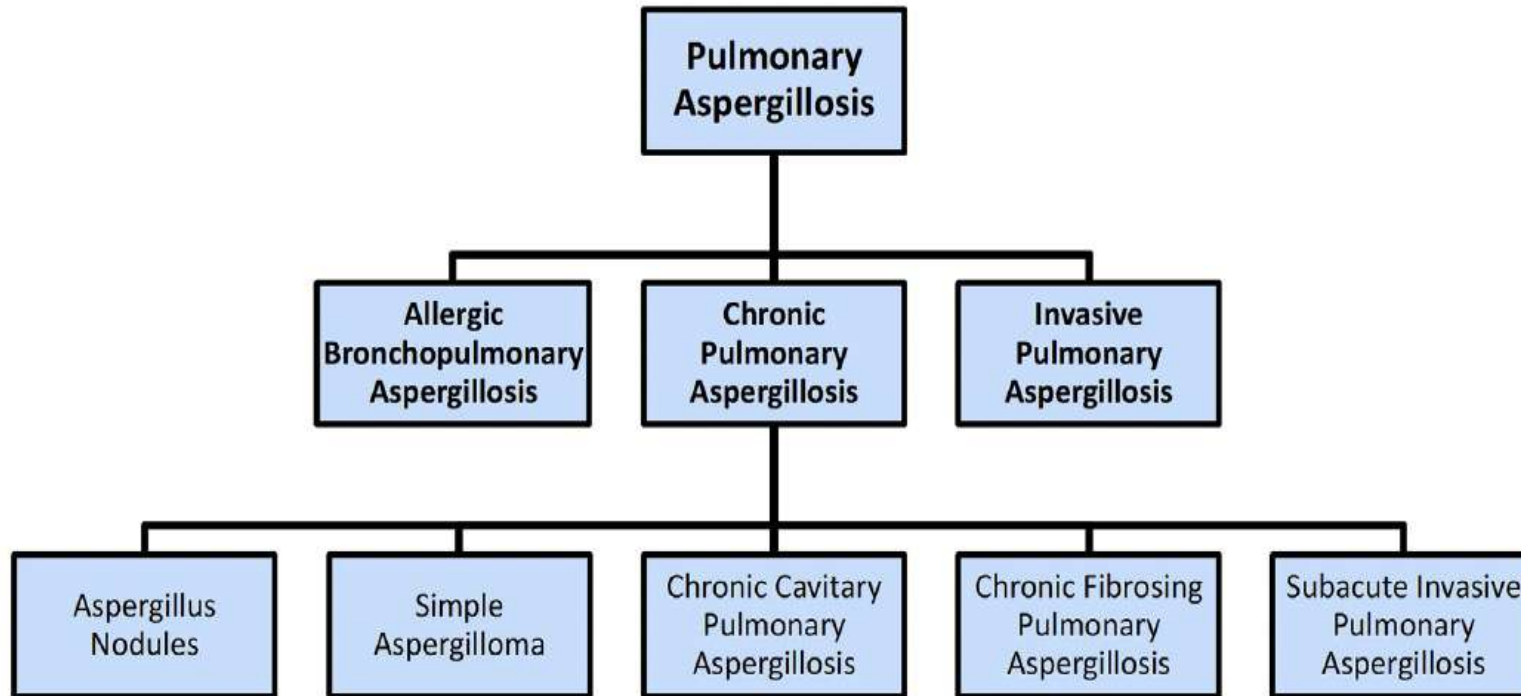 Pulmonary
Aspergillosis
Allergic
Bronchopulmonary
Aspergillosis
Chronic
Pulmonary
Aspergillosis
Invasive
Pulmonary
Aspergillosis
Aspergillus
Nodules
Simple
Aspergilloma
Chronic Cavitary
Pulmonary
Aspergillosis
Chronic Fibrosing
Pulmonary
Aspergillosis
Subacute Invasive
Pulmonary
Aspergillosis